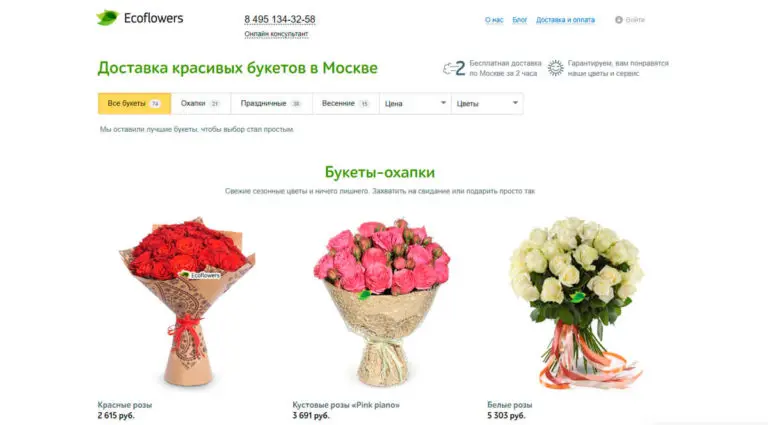 Ecoflowers
8 495 134-32-58
Онлайн консультант
О нас
Блог
Доставка и оплата
Войти
Доставка красивых букетов в Москве
2
Бесплатная доставка
по Москве за 2 часа
Гарантируем, вам понравятся
наши цветы и сервис
Все букеты 74
Охапки 21
Праздничные 38
Весенние 15
Цена
Цветы
Мы оставили лучшие букеты, чтобы выбор стал простым.
Букеты-охапки
Свежие сезонные цветы и ничего лишнего. Захватить на свидание или подарить просто так
Ecoflowers
Красные розы
2 615 руб.
Кустовые розы «Pink piano»
3 691 руб.
Белые розы
5 303 руб.